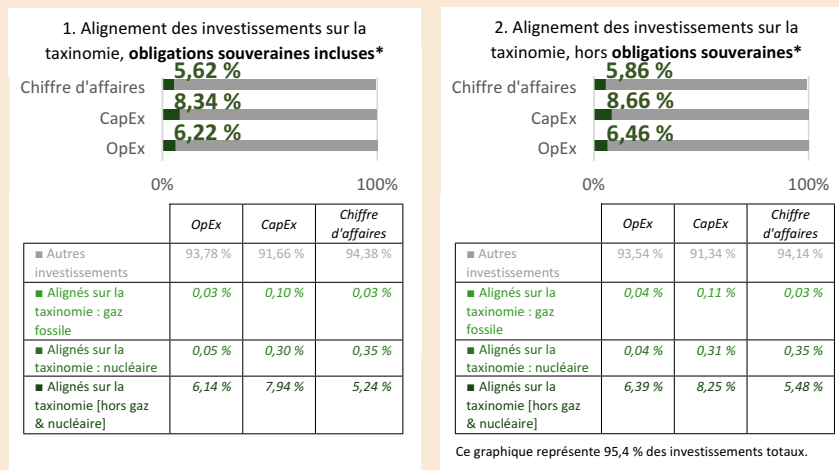 1. Alignement des investissements sur la
taxinomie, obligations souveraines incluses*
Chiffre d'affaires 5,62 %
CapEx 8,34 %
OpEx 6,22 %
0% 100%
OpEx CapEx Chiffre
d'affaires
■ Autres 93,78 % 91,66 % 94,38 %
investissements
■ Alignés sur la 0,03 % 0,10 % 0,03 %
taxinomie : gaz
fossile
■ Alignés sur la 0,05 % 0,30 % 0,35 %
taxinomie : nucléaire
■ Alignés sur la 6,14 % 7,94 % 5,24 %
taxinomie [hors gaz
& nucléaire]
2. Alignement des investissements sur la
taxinomie, hors obligations souveraines*
Chiffre d'affaires 5,86 %
CapEx 8,66 %
OpEx 6,46 %
0% 100%
OpEx CapEx Chiffre
d'affaires
■ Autres 93,54 % 91,34 % 94,14 %
investissements
■ Alignés sur la 0,04 % 0,11 % 0,03 %
taxinomie : gaz
fossile
■ Alignés sur la 0,04 % 0,31 % 0,35 %
taxinomie : nucléaire
■ Alignés sur la 6,39 % 8,25 % 5,48 %
taxinomie [hors gaz
& nucléaire]
Ce graphique représente 95,4 % des investissements totaux.